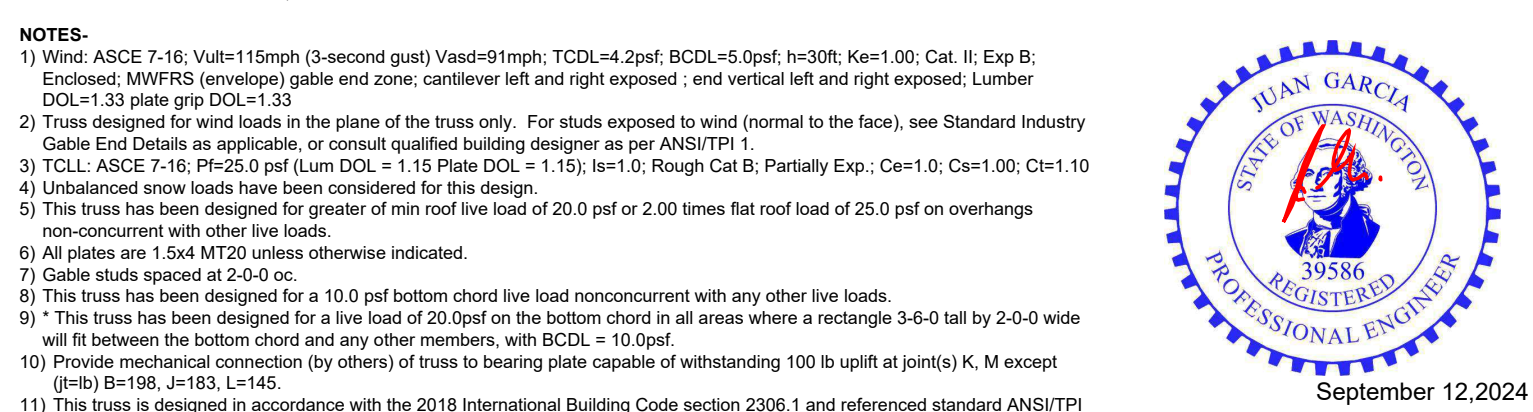 NOTES-
1) Wind: ASCE 7-16; Vult=115mph (3-second gust) Vasd=91mph; TCDL=4.2psf; BCDL=5.0psf; h=30ft; Ke=1.00; Cat. II; Exp B;
Enclosed; MWFRS (envelope) gable end zone; cantilever left and right exposed ; end vertical left and right exposed; Lumber
DOL=1.33 plate grip DOL=1.33
2) Truss designed for wind loads in the plane of the truss only. For studs exposed to wind (normal to the face), see Standard Industry
Gable End Details as applicable, or consult qualified building designer as per ANSI/TPI 1.
3) TCLL: ASCE 7-16; Pf=25.0 psf (Lum DOL = 1.15 Plate DOL = 1.15); Is=1.0; Rough Cat B; Partially Exp.; Ce=1.0; Cs=1.00; Ct=1.10
4) Unbalanced snow loads have been considered for this design.
5) This truss has been designed for greater of min roof live load of 20.0 psf or 2.00 times flat roof load of 25.0 psf on overhangs
non-concurrent with other live loads.
6) All plates are 1.5x4 MT20 unless otherwise indicated.
7) Gable studs spaced at 2-0-0 oc.
8) This truss has been designed for a 10.0 psf bottom chord live load nonconcurrent with any other live loads.
9) * This truss has been designed for a live load of 20.0psf on the bottom chord in all areas where a rectangle 3-6-0 tall by 2-0-0 wide
will fit between the bottom chord and any other members, with BCDL = 10.0psf.
10) Provide mechanical connection (by others) of truss to bearing plate capable of withstanding 100 lb uplift at joint(s) K, M except
(jt=lb) B=198, J=183, L=145.
11) This truss is designed in accordance with the 2018 International Building Code section 2306.1 and referenced standard ANSI/TPI
JUAN GARCIA
STATE OF WASHINGTON
39586
REGISTERED
PROFESSIONAL ENGINEER
September 12,2024